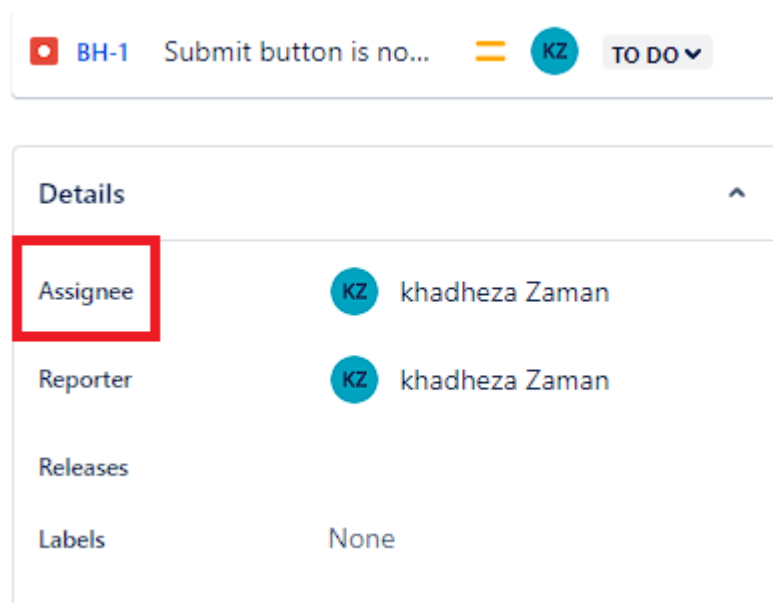 BH-1 Submit button is no... KZ TO DO
Details
Assignee KZ khadheza Zaman
Reporter KZ khadheza Zaman
Releases
Labels None